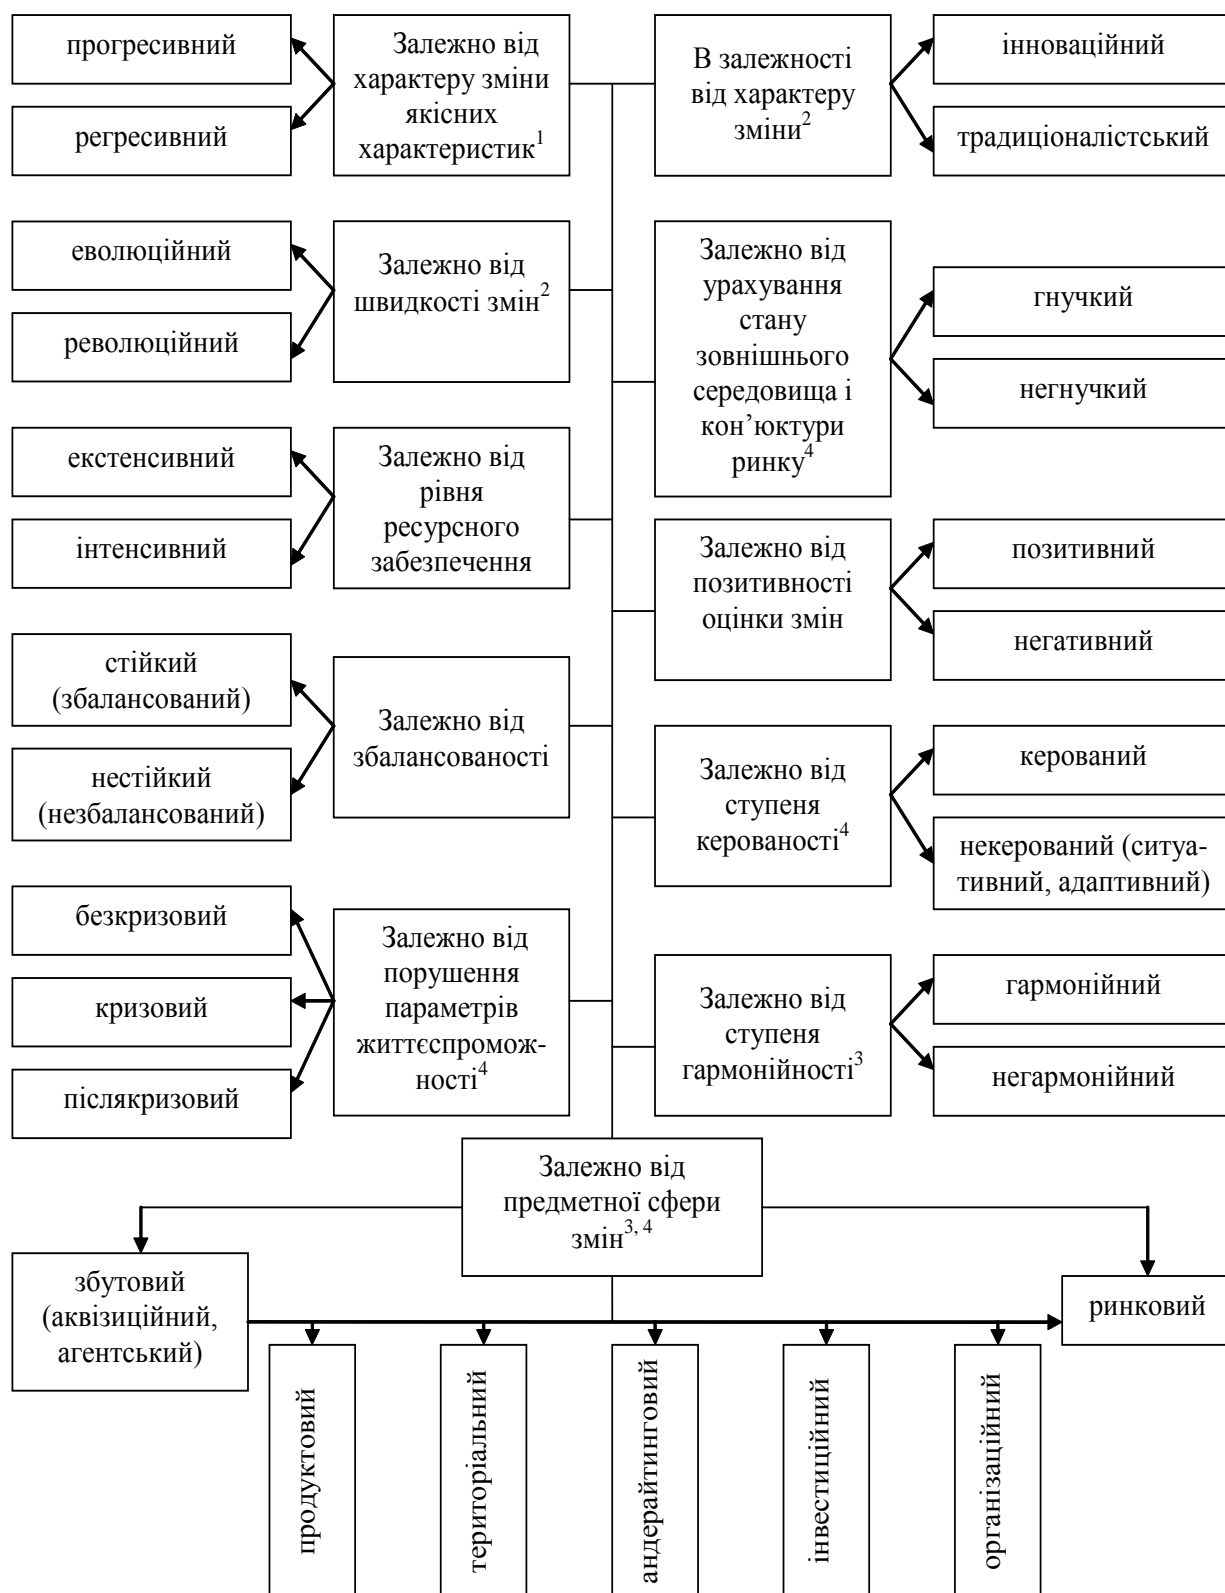 прогресивний
регресивний
Залежно від
характеру зміни
якісних
характеристик¹
В залежності
від характеру
зміни²
інноваційний
традиціоналістський
еволюційний
революційний
Залежно від
швидкості змін²
Залежно від
урахування
стану
зовнішнього
середовища і
кон’юктури
ринку⁴
гнучкий
негнучкий
екстенсивний
інтенсивний
Залежно від
рівня
ресурсного
забезпечення
Залежно від
позитивності
оцінки змін
позитивний
негативний
стійкий
(збалансований)
нестійкий
(незбалансований)
Залежно від
збалансованості
Залежно від
ступеня
керованості⁴
керований
некерований (ситуа-
тивний, адаптивний)
безкризовий
кризовий
післякризовий
Залежно від
порушення
параметрів
життєспромож-
ності⁴
Залежно від
ступеня
гармонійності³
гармонійний
негармонійний
Залежно від
предметної сфери
змін³, ⁴
збутовий
(аквізиційний,
агентський)
ринковий
продуктовий
територіальний
андерайтинговий
інвестиційний
організаційний